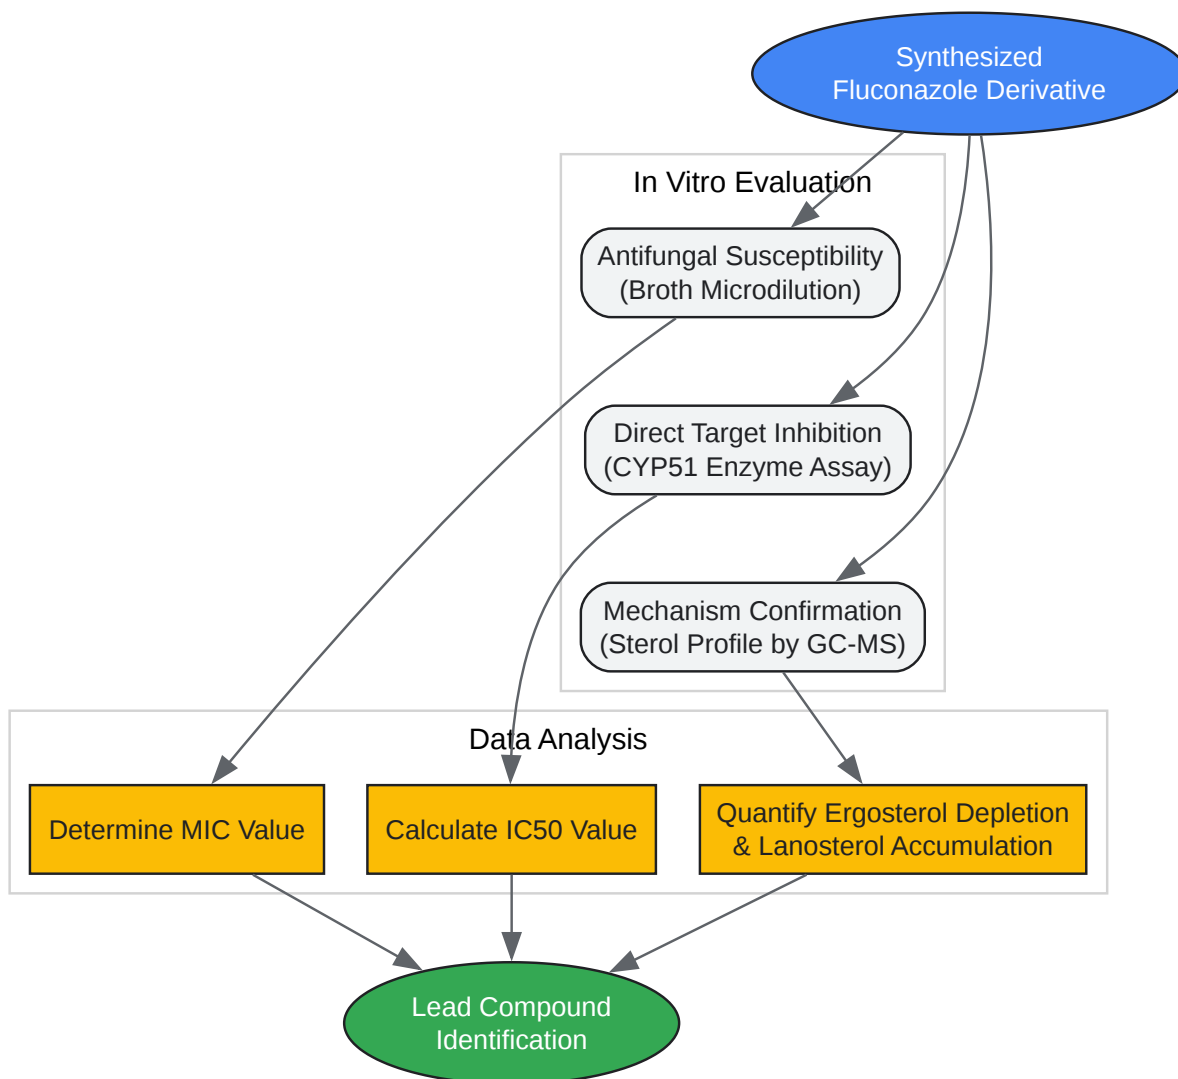 Synthesized
Fluconazole Derivative
In Vitro Evaluation
Antifungal Susceptibility
(Broth Microdilution)
Direct Target Inhibition
(CYP51 Enzyme Assay)
Mechanism Confirmation
(Sterol Profile by GC-MS)
Data Analysis
Determine MIC Value
Calculate IC50 Value
Quantify Ergosterol Depletion
& Lanosterol Accumulation
Lead Compound
Identification